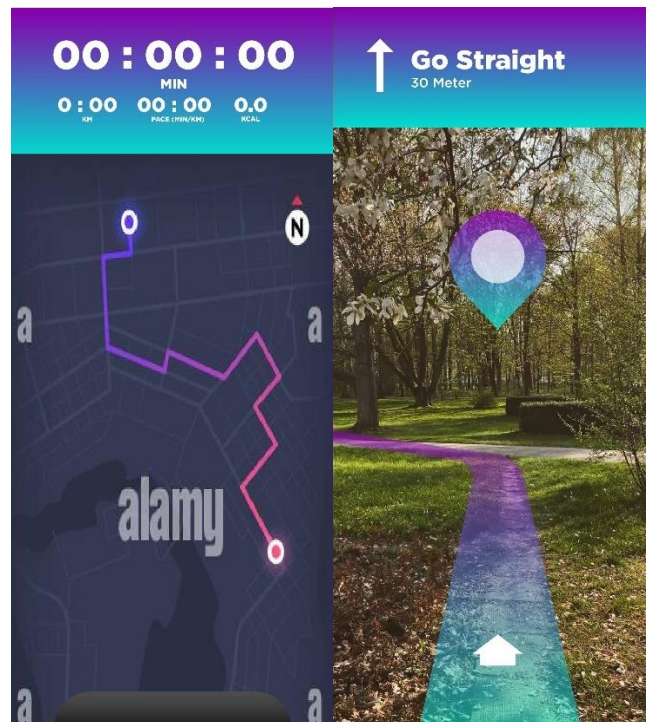 00 : 00 : 00
MIN
0 : 00 00 : 00 0.0
KM PACE (MIN/KM) KCAL
N
a a
alamy
a a
Go Straight
30 Meter